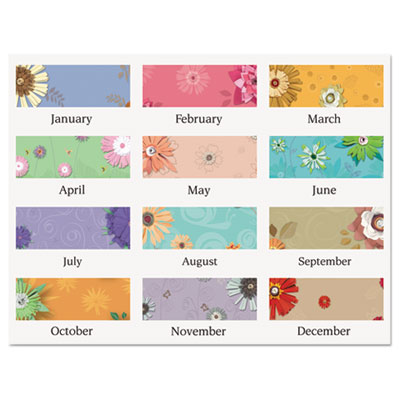 January February March
April May June
July August September
October November December